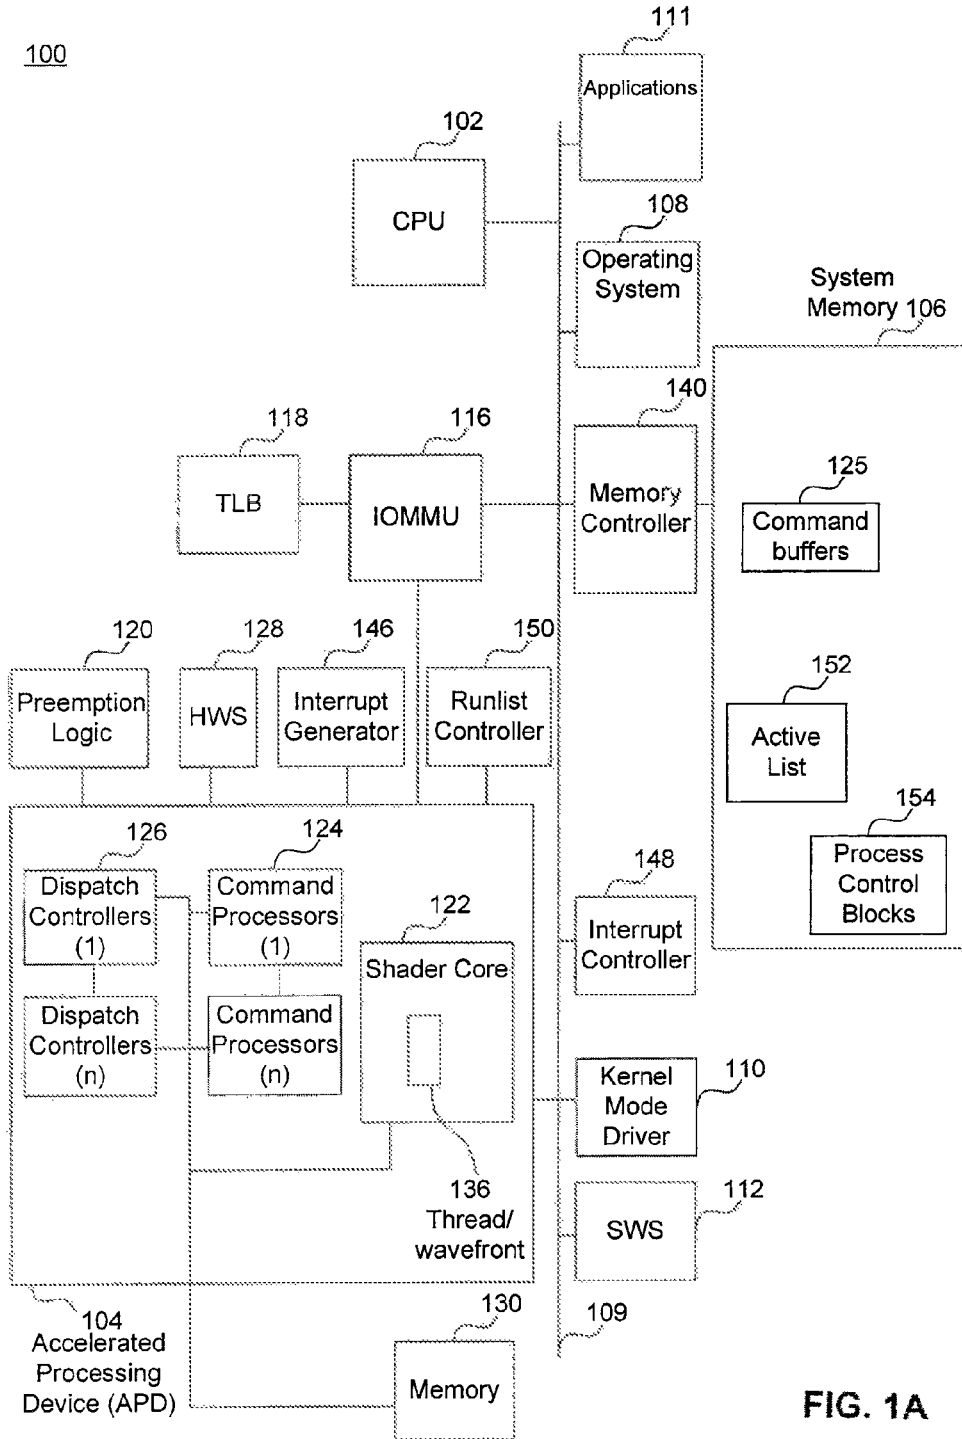 100
111
Applications
102
CPU
108
Operating
System
System
Memory 106
118
TLB
116
IOMMU
140
Memory
Controller
125
Command
buffers
120
Preemption
Logic
128
HWS
146
Interrupt
Generator
150
Runlist
Controller
152
Active
List
154
Process
Control
Blocks
126
Dispatch
Controllers
(1)
124
Command
Processors
(1)
122
Shader Core
148
Interrupt
Controller
Dispatch
Controllers
(n)
Command
Processors
(n)
Kernel
Mode
Driver
110
136
Thread/
wavefront
SWS
112
104
Accelerated
Processing
Device (APD)
130
Memory
109
FIG. 1A